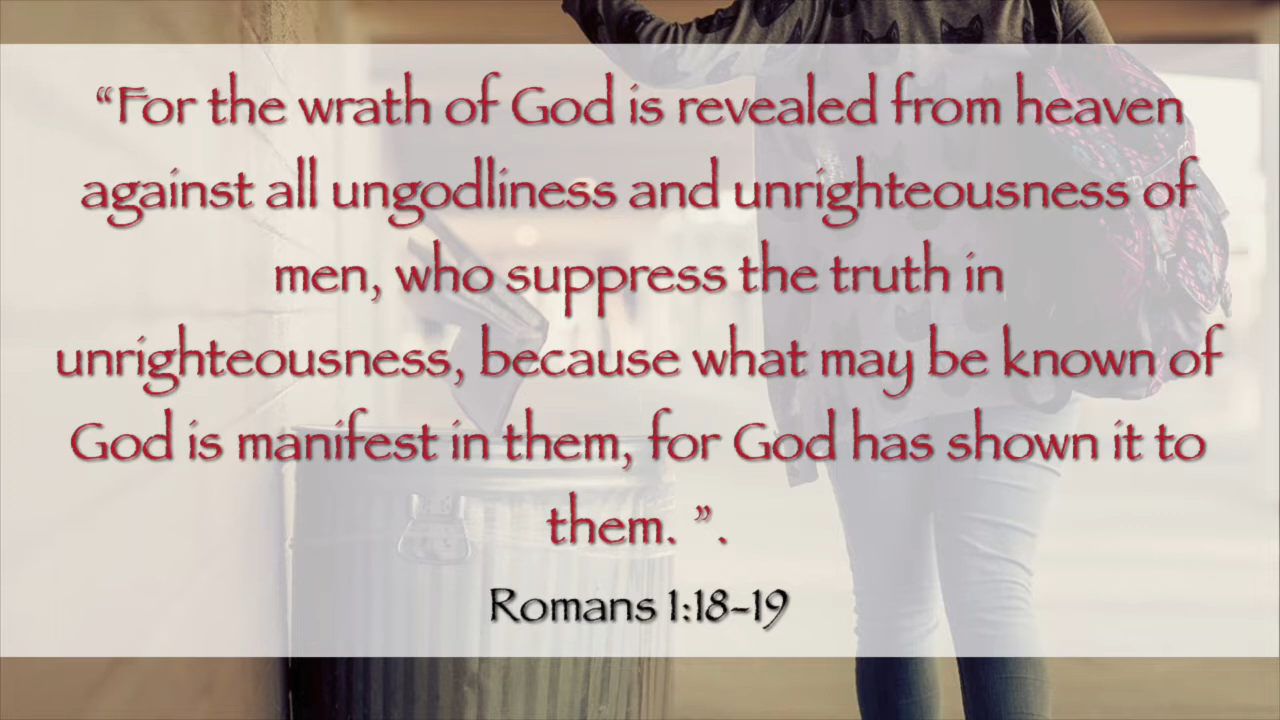 “For the wrath of God is revealed from heaven
against all ungodliness and unrighteousness of
men, who suppress the truth in
unrighteousness, because what may be known of
God is manifest in them, for God has shown it to
them. ”.
Romans 1:18-19